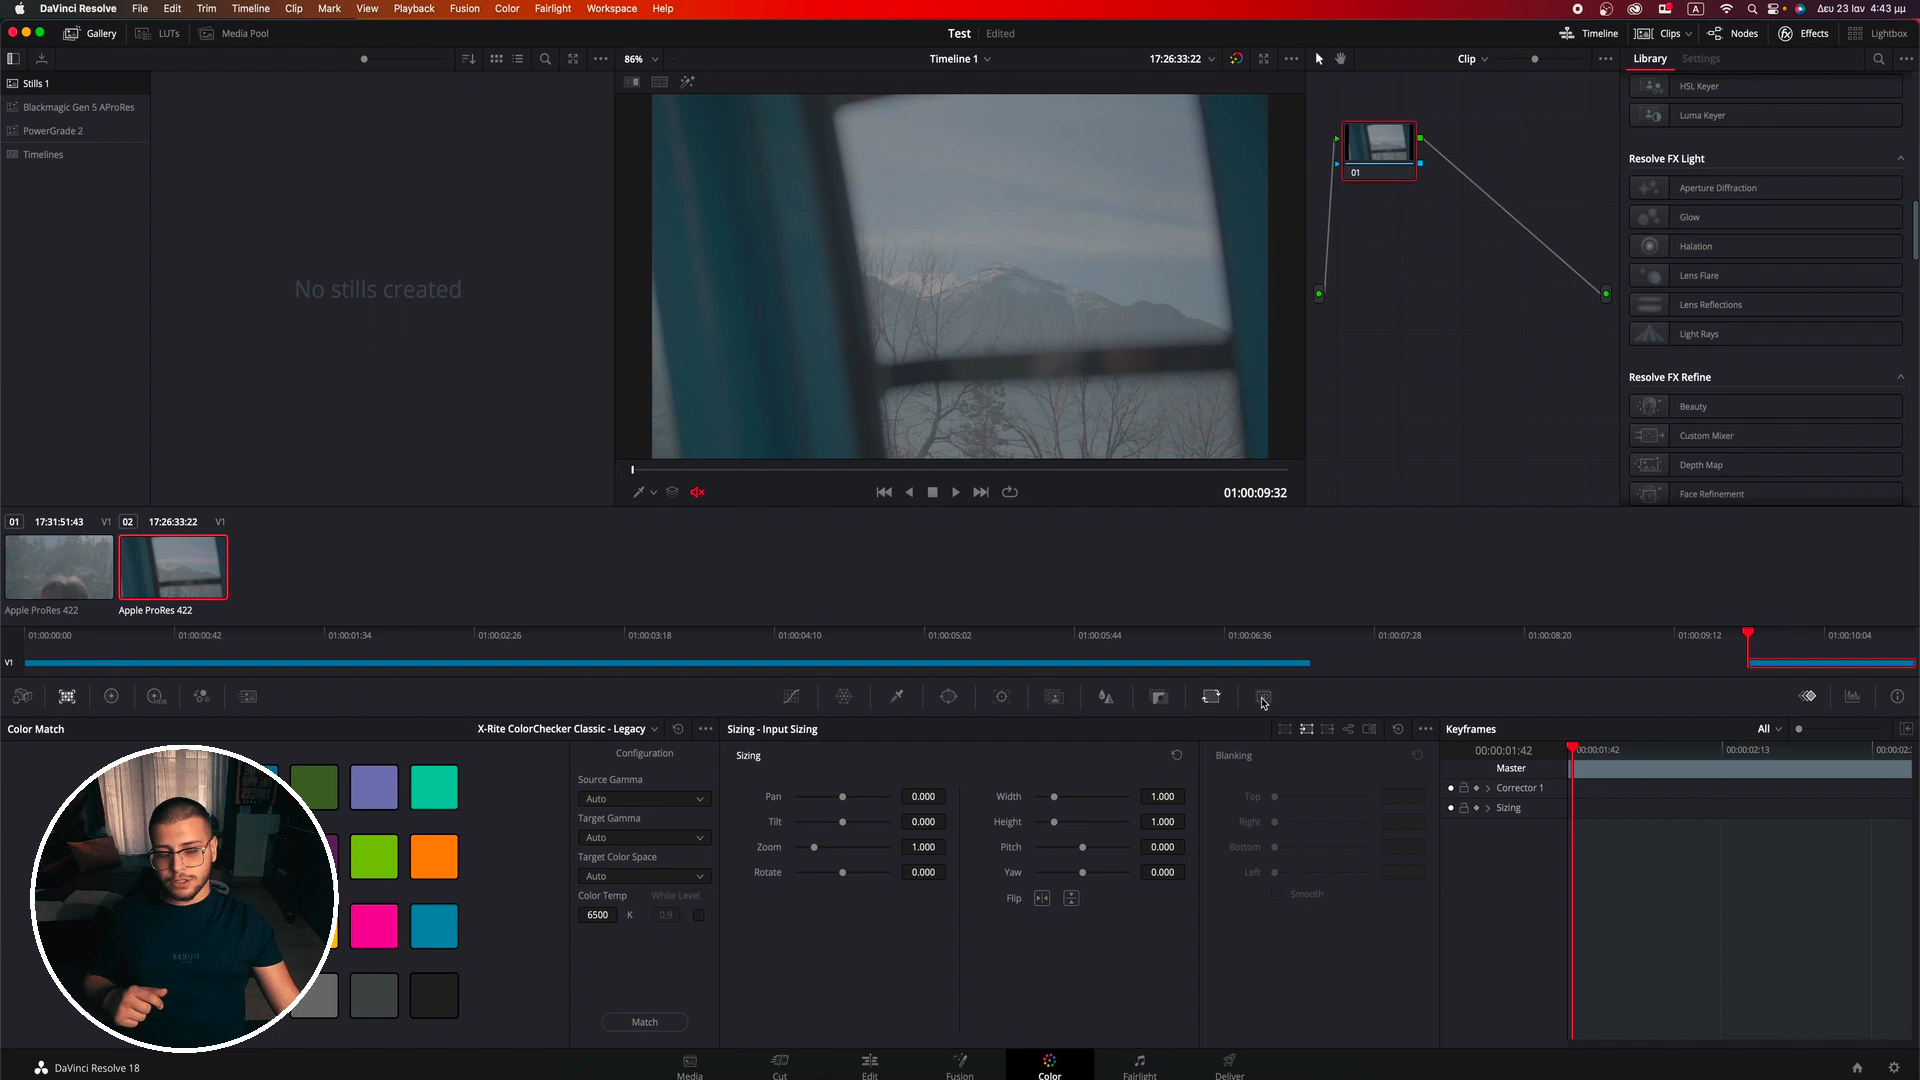 DaVinci Resolve File Edit Trim Timeline Clip Mark View Playback Fusion Color Fairlight Workspace Help
A Δευ 23 Ιαν 4:43 μμ
Gallery LUTs Media Pool Test Edited Timeline Clips Nodes Effects Lightbox
86% Timeline 1 17:26:33:22 Clip Library Settings
Stills 1
Blackmagic Gen 5 AProRes
PowerGrade 2
Timelines
No stills created
01
HSL Keyer
Luma Keyer
Resolve FX Light
Aperture Diffraction
Glow
Halation
Lens Flare
Lens Reflections
Light Rays
Resolve FX Refine
Beauty
Custom Mixer
Depth Map
Face Refinement
01:00:09:32
01 17:31:51:43 V1 02 17:26:33:22 V1
Apple ProRes 422 Apple ProRes 422
01:00:00:00 01:00:00:42 01:00:01:34 01:00:02:26 01:00:03:18 01:00:04:10 01:00:05:02 01:00:05:44 01:00:06:36 01:00:07:28 01:00:08:20 01:00:09:12 01:00:10:04
V1
HDR
Color Match X-Rite ColorChecker Classic - Legacy
Configuration
Source Gamma
Auto
Target Gamma
Auto
Target Color Space
Auto
Color Temp White Level
6500 K 0.9
Match
Sizing - Input Sizing
Sizing
Pan 0.000 Width 1.000
Tilt 0.000 Height 1.000
Zoom 1.000 Pitch 0.000
Rotate 0.000 Yaw 0.000
Flip
Blanking
Top
Right
Bottom
Left
Smooth
Keyframes All
00:00:01:42 00:00:01:42 00:00:02:13 00:00:02:
Master
Corrector 1
Sizing
DaVinci Resolve 18 Media Cut Edit Fusion Color Fairlight Deliver